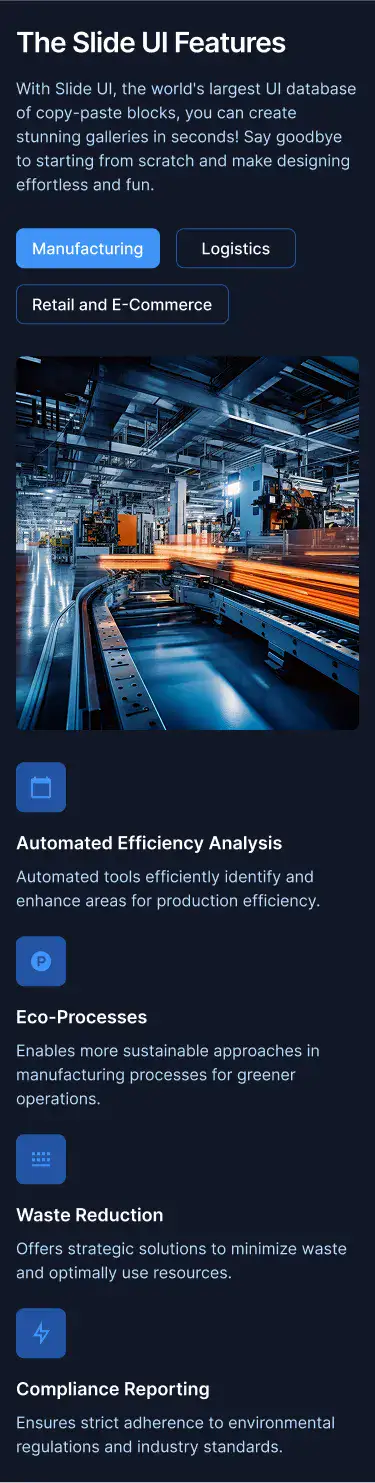 The Slide UI Features
With Slide UI, the world's largest UI database
of copy-paste blocks, you can create
stunning galleries in seconds! Say goodbye
to starting from scratch and make designing
effortless and fun.
Manufacturing
Logistics
Retail and E-Commerce
Automated Efficiency Analysis
Automated tools efficiently identify and
enhance areas for production efficiency.
P
Eco-Processes
Enables more sustainable approaches in
manufacturing processes for greener
operations.
Waste Reduction
Offers strategic solutions to minimize waste
and optimally use resources.
Compliance Reporting
Ensures strict adherence to environmental
regulations and industry standards.